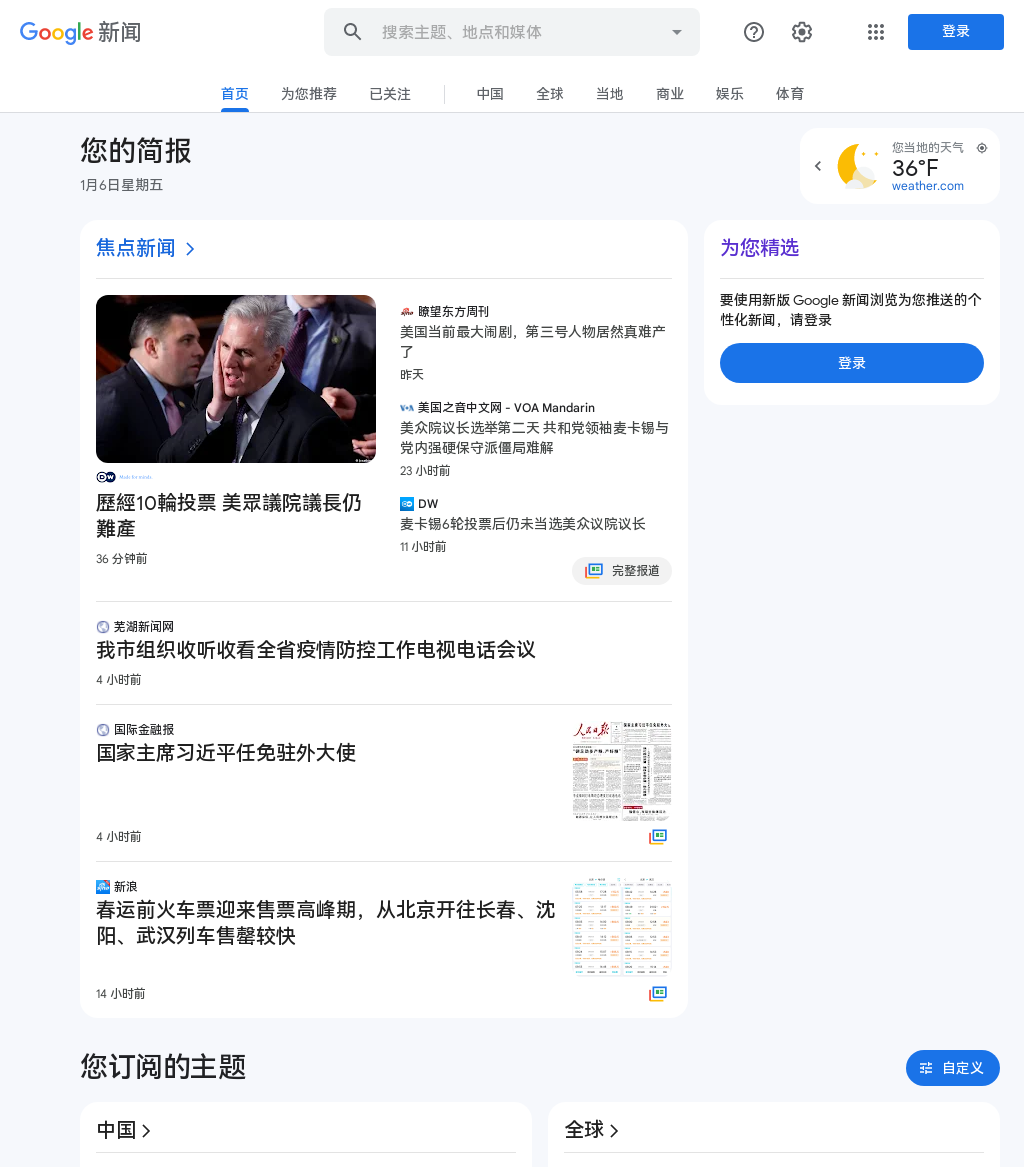 Google 新闻
搜索主题、地点和媒体
登录
首页
为您推荐
已关注
中国
全球
当地
商业
娱乐
体育
您的简报
1月6日星期五
您当地的天气
36°F
weather.com
焦点新闻
歷經10輪投票 美眾議院議長仍
難產
36 分钟前
瞭望东方周刊
美国当前最大闹剧，第三号人物居然真难产
了
昨天
美国之音中文网 - VOA Mandarin
美众院议长选举第二天 共和党领袖麦卡锡与
党内强硬保守派僵局难解
23 小时前
DW
麦卡锡6轮投票后仍未当选美众议院议长
11 小时前
完整报道
芜湖新闻网
我市组织收听收看全省疫情防控工作电视电话会议
4 小时前
国际金融报
国家主席习近平任免驻外大使
人民日报
4 小时前
新浪
春运前火车票迎来售票高峰期，从北京开往长春、沈
阳、武汉列车售罄较快
14 小时前
为您精选
要使用新版 Google 新闻浏览为您推送的个
性化新闻，请登录
登录
您订阅的主题
自定义
中国
全球